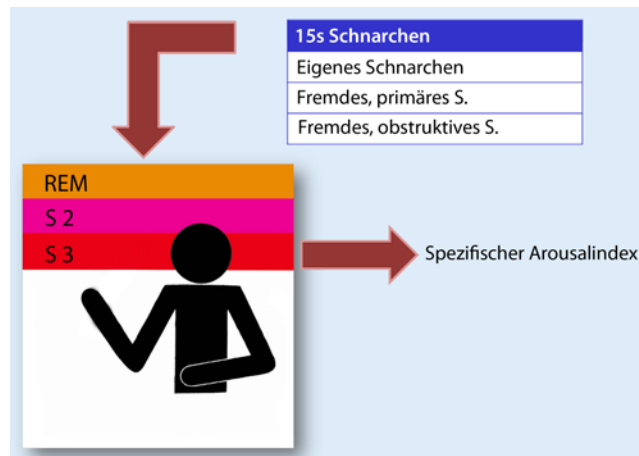 15s Schnarchen
Eigenes Schnarchen
Fremdes, primäres S.
Fremdes, obstruktives S.
REM
S 2
S 3
Spezifischer Arousalindex